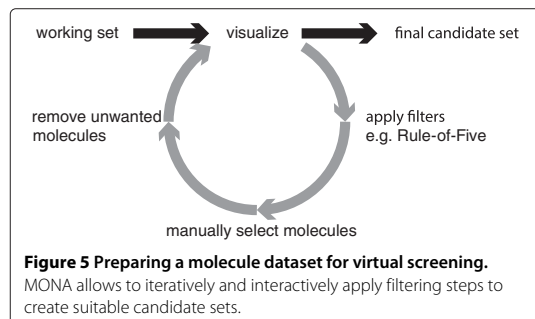 working set visualize final candidate set
remove unwanted
molecules
apply filters
e.g. Rule-of-Five
manually select molecules
Figure 5 Preparing a molecule dataset for virtual screening.
MONA allows to iteratively and interactively apply filtering steps to
create suitable candidate sets.